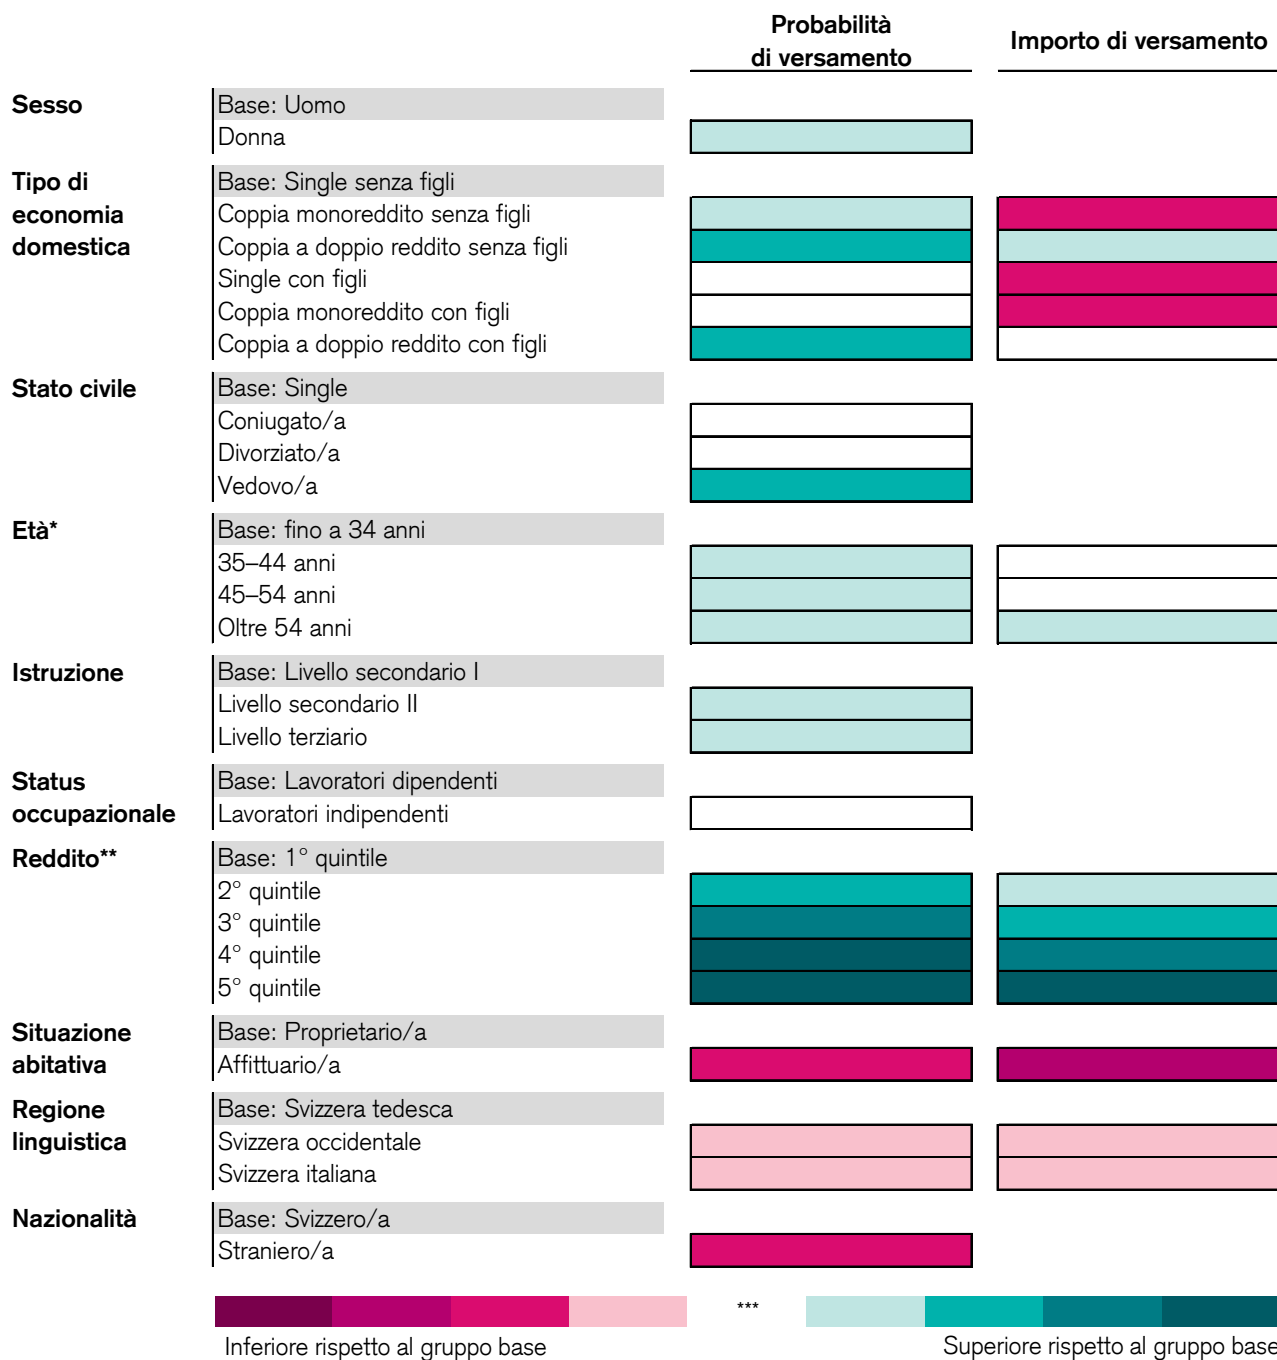 Probabilità
di versamento
Importo di versamento
Sesso
Base: Uomo
Donna
Tipo di
economia
domestica
Base: Single senza figli
Coppia monoreddito senza figli
Coppia a doppio reddito senza figli
Single con figli
Coppia monoreddito con figli
Coppia a doppio reddito con figli
Stato civile
Base: Single
Coniugato/a
Divorziato/a
Vedovo/a
Età*
Base: fino a 34 anni
35–44 anni
45–54 anni
Oltre 54 anni
Istruzione
Base: Livello secondario I
Livello secondario II
Livello terziario
Status
occupazionale
Base: Lavoratori dipendenti
Lavoratori indipendenti
Reddito**
Base: 1° quintile
2° quintile
3° quintile
4° quintile
5° quintile
Situazione
abitativa
Base: Proprietario/a
Affittuario/a
Regione
linguistica
Base: Svizzera tedesca
Svizzera occidentale
Svizzera italiana
Nazionalità
Base: Svizzero/a
Straniero/a
***
Inferiore rispetto al gruppo base
Superiore rispetto al gruppo base